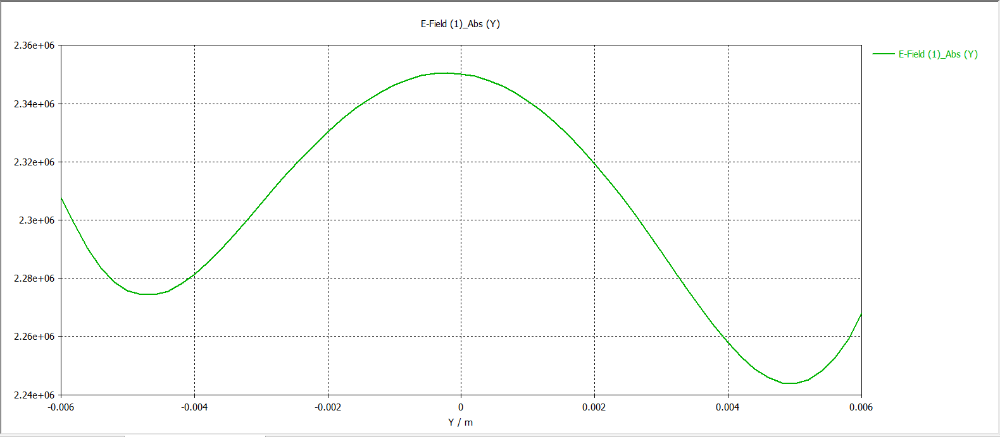 E-Field (1)_Abs (Y)
2.36e+06
E-Field (1)_Abs (Y)
2.34e+06
2.32e+06
2.3e+06
2.28e+06
2.26e+06
2.24e+06
-0.006 -0.004 -0.002 0 0.002 0.004 0.006
Y / m